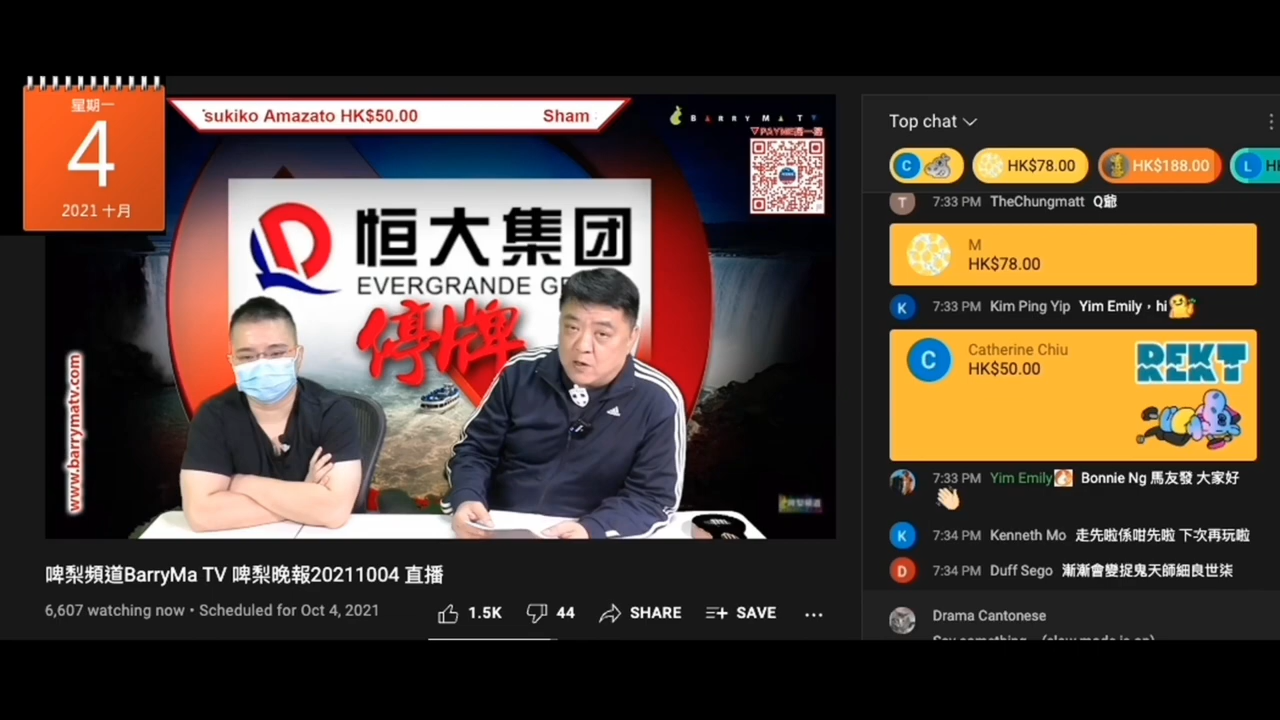 星期一
4
2021 十月
sukiko Amazato HK$50.00
Sham
BARRYMATV
恒大集团
EVERGRANDE G
停牌
www.barrymatv.com
啤梨頻道BarryMa TV 啤梨晚報20211004 直播
6,607 watching now • Scheduled for Oct 4, 2021
1.5K
44
SHARE
SAVE
Top chat
C
HK$78.00
HK$188.00
L
T
7:33 PM TheChungmatt Q爺
M
HK$78.00
K
7:33 PM Kim Ping Yip Yim Emily，hi
C
Catherine Chiu
HK$50.00
REKT
7:33 PM Yim Emily Bonnie Ng 馬友發 大家好
K
7:34 PM Kenneth Mo 走先啦係咁先啦 下次再玩啦
D
7:34 PM Duff Sego 漸漸會變捉鬼天師細良世柒
Drama Cantonese
Say something... (slow mode is on)